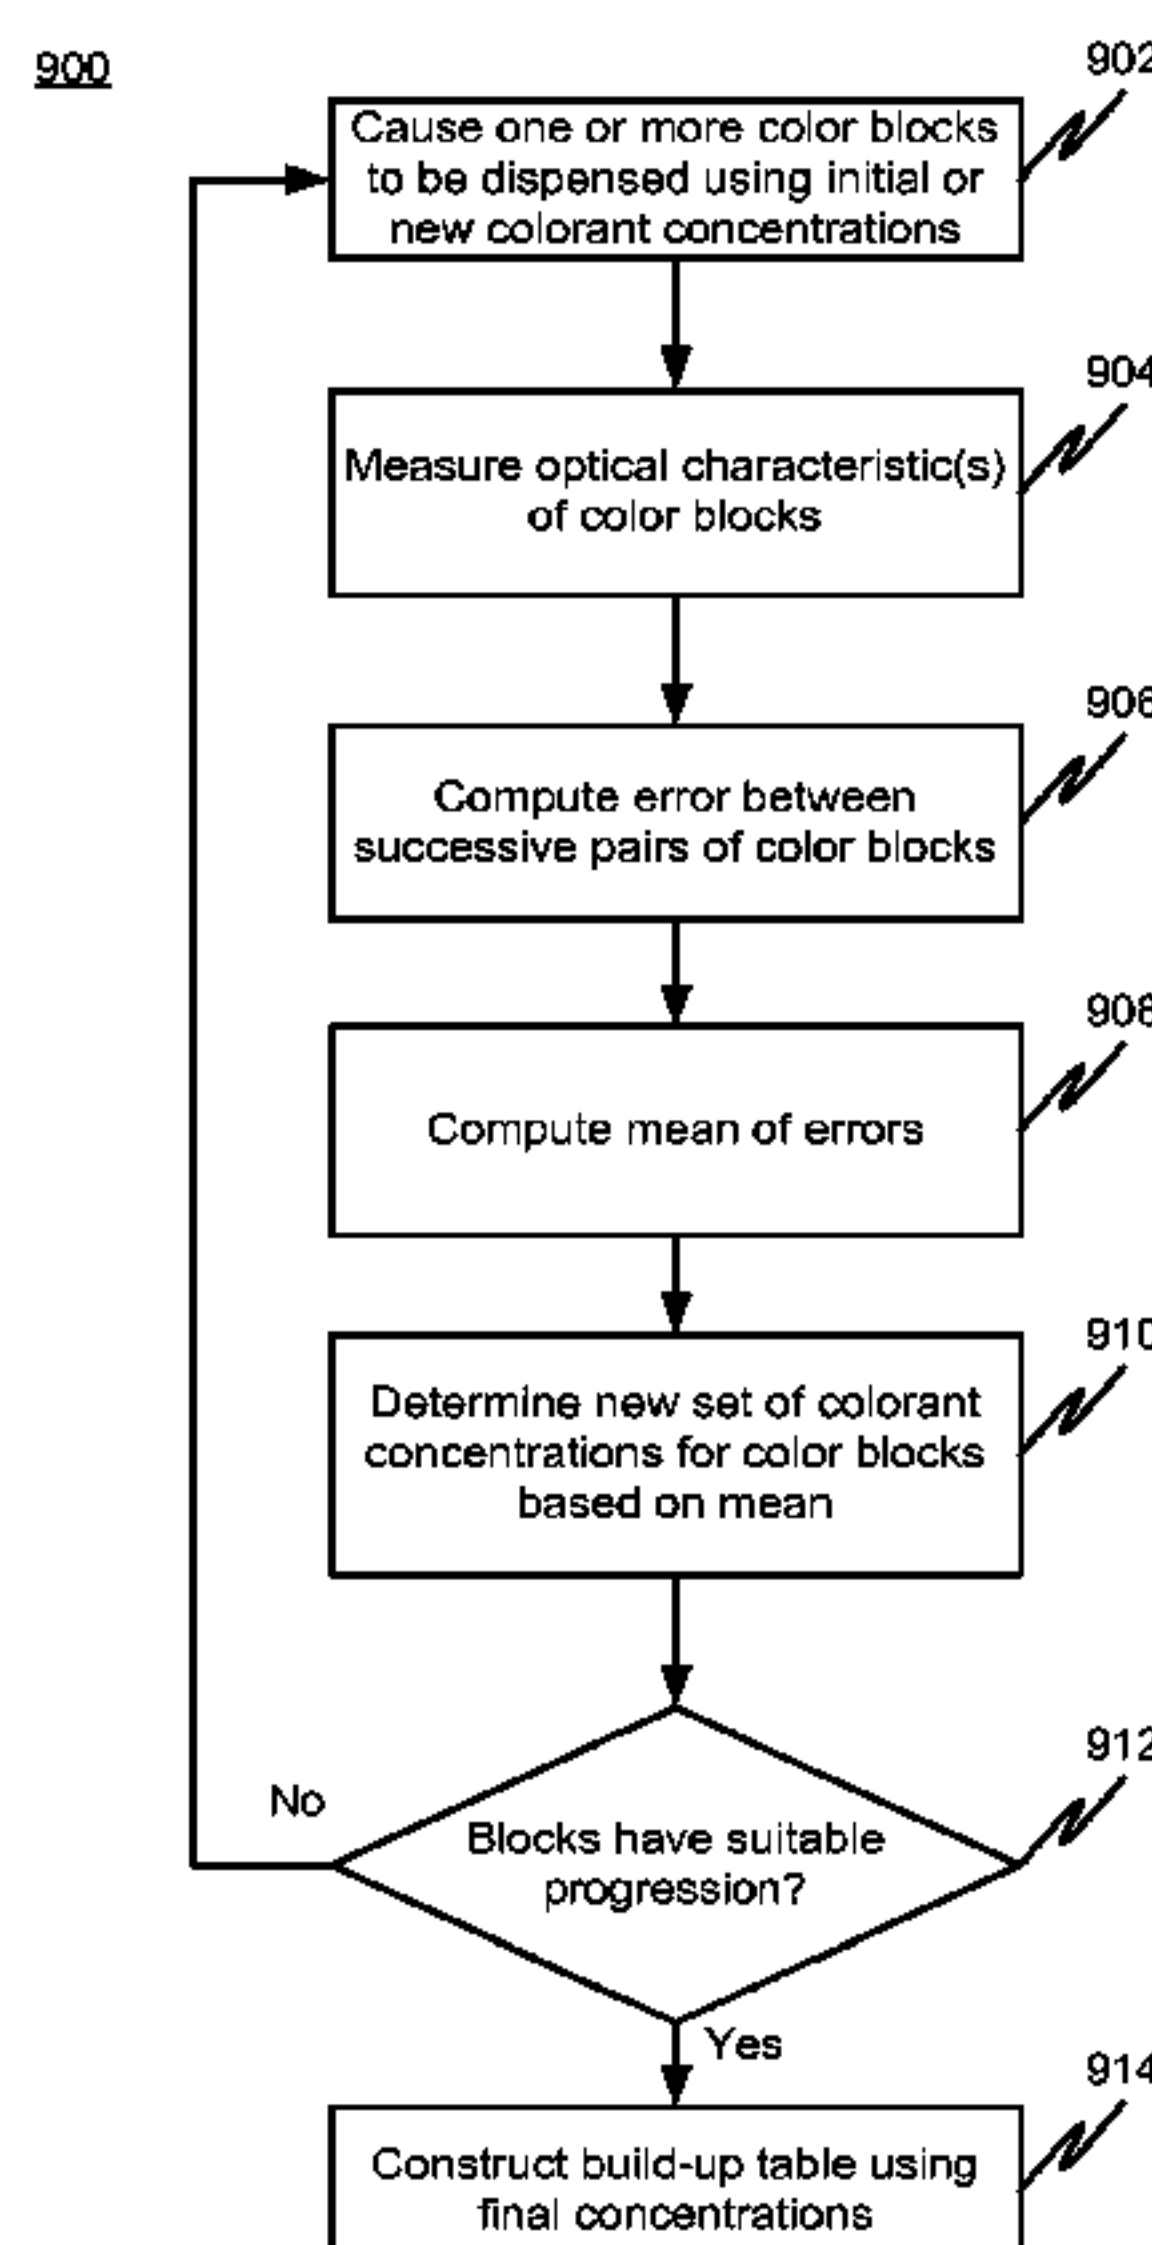 900
902
Cause one or more color blocks
to be dispensed using initial or
new colorant concentrations
904
Measure optical characteristic(s)
of color blocks
906
Compute error between
successive pairs of color blocks
908
Compute mean of errors
910
Determine new set of colorant
concentrations for color blocks
based on mean
912
No
Blocks have suitable
progression?
Yes
914
Construct build-up table using
final concentrations